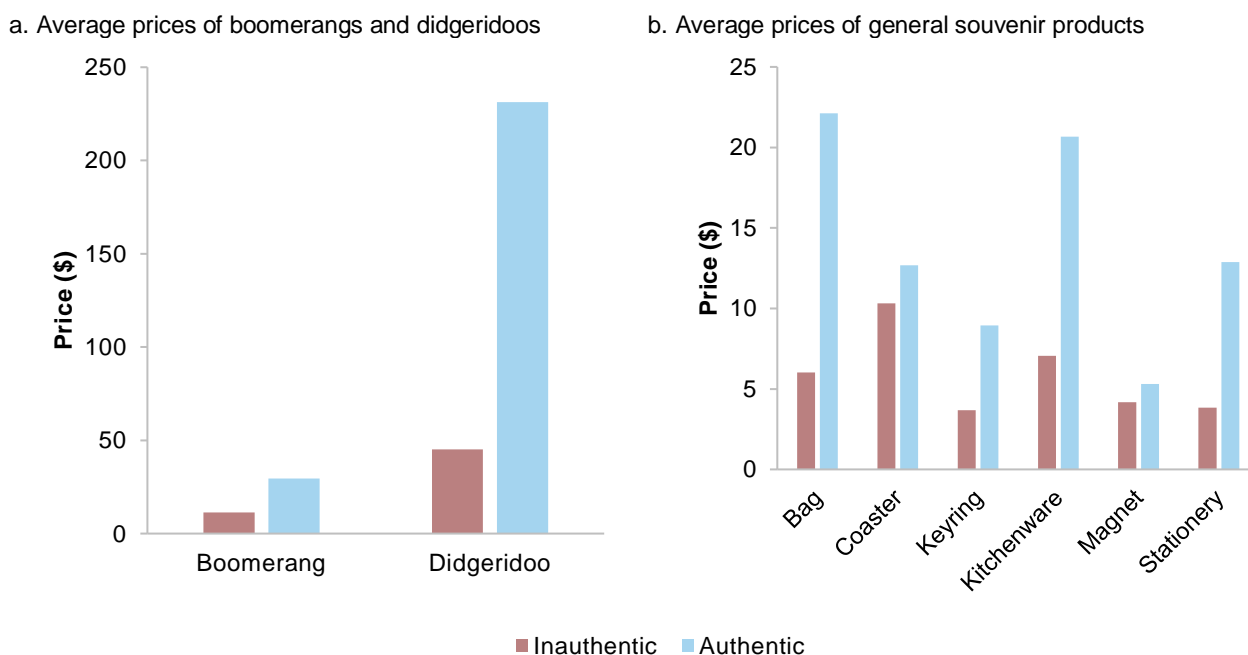 a. Average prices of boomerangs and didgeridoos
250
200
150
100
50
0
Price ($)
Boomerang
Didgeridoo
b. Average prices of general souvenir products
25
20
15
10
5
0
Price ($)
Bag
Coaster
Keyring
Kitchenware
Magnet
Stationery
Inauthentic
Authentic